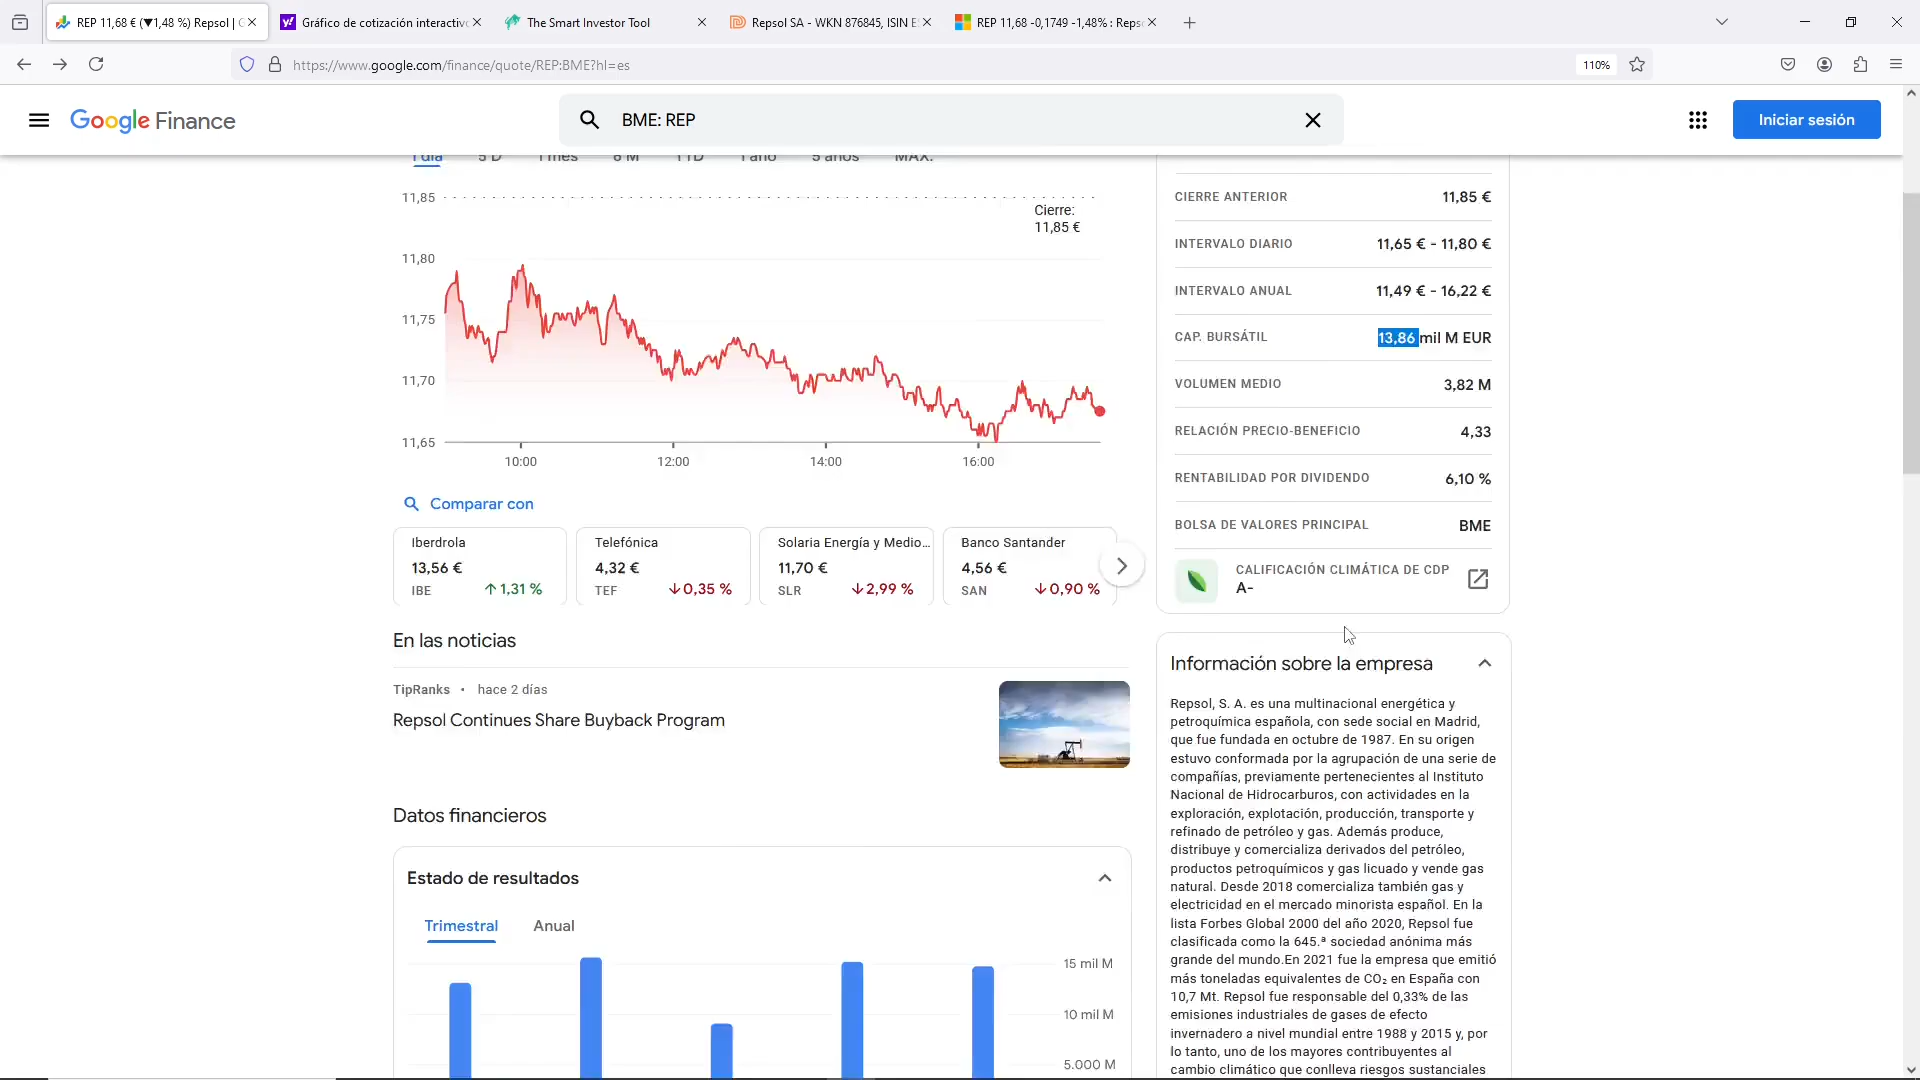 REP 11,68 € (▼1,48 %) Repsol | G
Gráfico de cotización interactivo
The Smart Investor Tool
Repsol SA - WKN 876845, ISIN E
REP 11,68 -0,1749 -1,48% : Reps
https://www.google.com/finance/quote/REP:BME?hl=es
110%
Google Finance
BME: REP
Iniciar sesión
1 día
5 D
1 mes
6 M
YTD
1 año
5 años
MÁX.
11,85
Cierre:
11,85 €
11,80
11,75
11,70
11,65
10:00
12:00
14:00
16:00
Comparar con
Iberdrola
13,56 €
IBE
↑1,31 %
Telefónica
4,32 €
TEF
↓0,35 %
Solaria Energía y Medio...
11,70 €
SLR
↓2,99 %
Banco Santander
4,56 €
SAN
↓0,90 %
En las noticias
TipRanks • hace 2 días
Repsol Continues Share Buyback Program
Datos financieros
Estado de resultados
Trimestral
Anual
15 mil M
10 mil M
5.000 M
CIERRE ANTERIOR
11,85 €
INTERVALO DIARIO
11,65 € - 11,80 €
INTERVALO ANUAL
11,49 € - 16,22 €
CAP. BURSÁTIL
13,86 mil M EUR
VOLUMEN MEDIO
3,82 M
RELACIÓN PRECIO-BENEFICIO
4,33
RENTABILIDAD POR DIVIDENDO
6,10 %
BOLSA DE VALORES PRINCIPAL
BME
CALIFICACIÓN CLIMÁTICA DE CDP
A-
Información sobre la empresa
Repsol, S. A. es una multinacional energética y
petroquímica española, con sede social en Madrid,
que fue fundada en octubre de 1987. En su origen
estuvo conformada por la agrupación de una serie de
compañías, previamente pertenecientes al Instituto
Nacional de Hidrocarburos, con actividades en la
exploración, explotación, producción, transporte y
refinado de petróleo y gas. Además produce,
distribuye y comercializa derivados del petróleo,
productos petroquímicos y gas licuado y vende gas
natural. Desde 2018 comercializa también gas y
electricidad en el mercado minorista español. En la
lista Forbes Global 2000 del año 2020, Repsol fue
clasificada como la 645.ª sociedad anónima más
grande del mundo.En 2021 fue la empresa que emitió
más toneladas equivalentes de CO₂ en España con
10,7 Mt. Repsol fue responsable del 0,33% de las
emisiones industriales de gases de efecto
invernadero a nivel mundial entre 1988 y 2015 y, por
lo tanto, uno de los mayores contribuyentes al
cambio climático que conlleva riesgos sustanciales